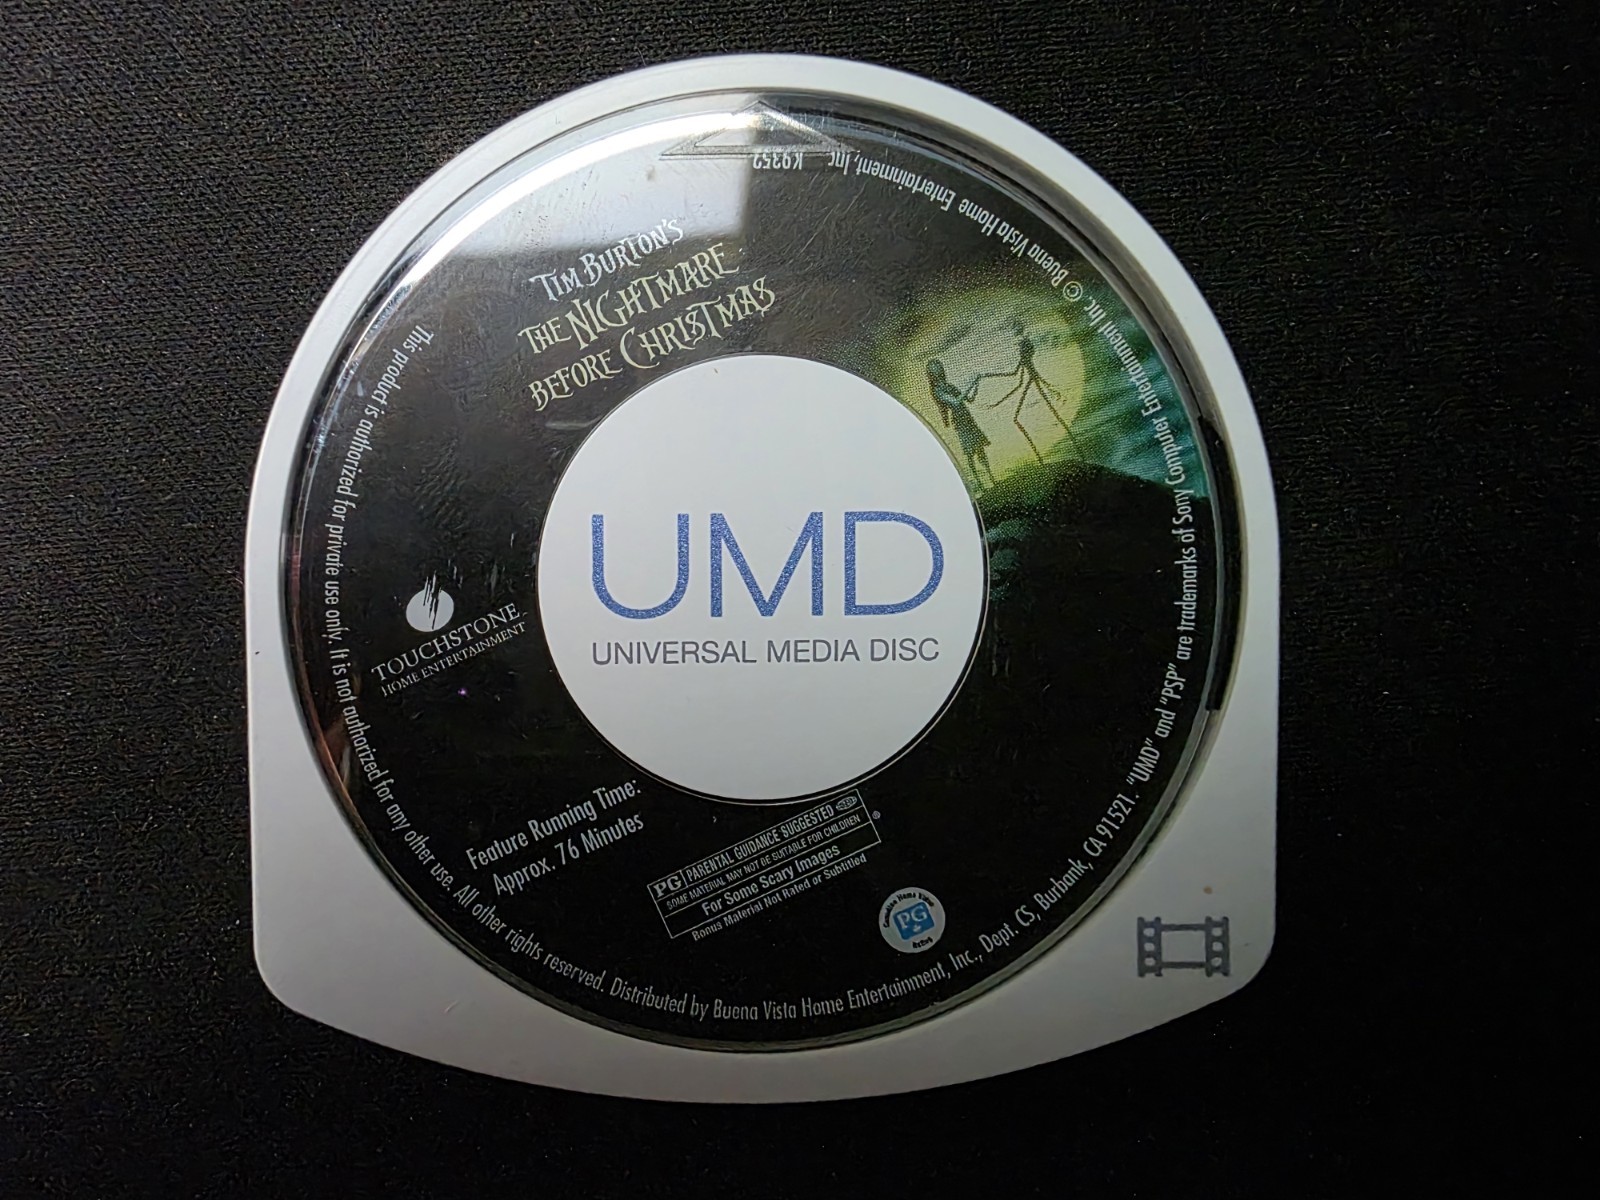 TIM BURTON'S
THE NIGHTMARE
BEFORE CHRISTMAS
UMD
UNIVERSAL MEDIA DISC
TOUCHSTONE
HOME ENTERTAINMENT
Feature Running Time:
Approx. 76 Minutes
PG PARENTAL GUIDANCE SUGGESTED
SOME MATERIAL MAY NOT BE SUITABLE FOR CHILDREN ®
For Some Scary Images
Bonus Material Not Rated or Subtitled
Canadian Home Video
PG
Rating
This product is authorized for private use only. It is not authorized for any other use. All other rights reserved. Distributed by Buena Vista Home Entertainment, Inc., Dept. CS, Burbank, CA 91521. "UMD" and "PSP" are trademarks of Sony Computer Entertainment Inc. © Buena Vista Home Entertainment, Inc.
K9352